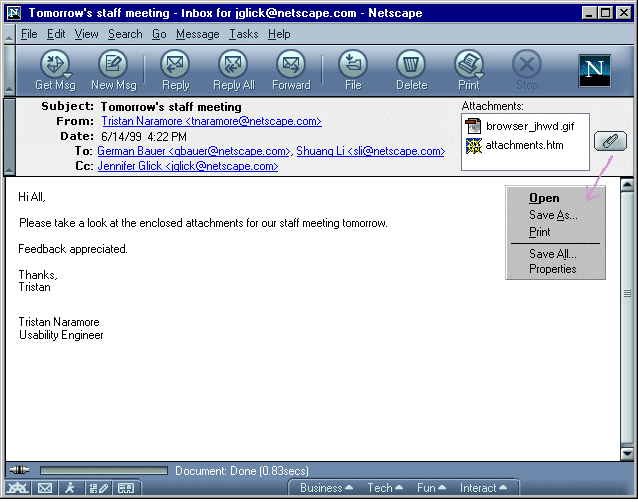 Tomorrow's staff meeting - Inbox for jglick@netscape.com - Netscape
File Edit View Search Go Message Tasks Help
Get Msg New Msg Reply Reply All Forward File Delete Print Stop
N
Subject: Tomorrow's staff meeting
From: Tristan Naramore <tnaramore@netscape.com>
Date: 6/14/99 4:22 PM
To: German Bauer <gbauer@netscape.com>, Shuang Li <sli@netscape.com>
Cc: Jennifer Glick <jglick@netscape.com>
Attachments:
browser_jhwd.gif
attachments.htm
Hi All,
Please take a look at the enclosed attachments for our staff meeting tomorrow.
Feedback appreciated.
Thanks,
Tristan
Tristan Naramore
Usability Engineer
Open
Save As...
Print
Save All...
Properties
Document: Done (0.83secs)
Business Tech Fun Interact